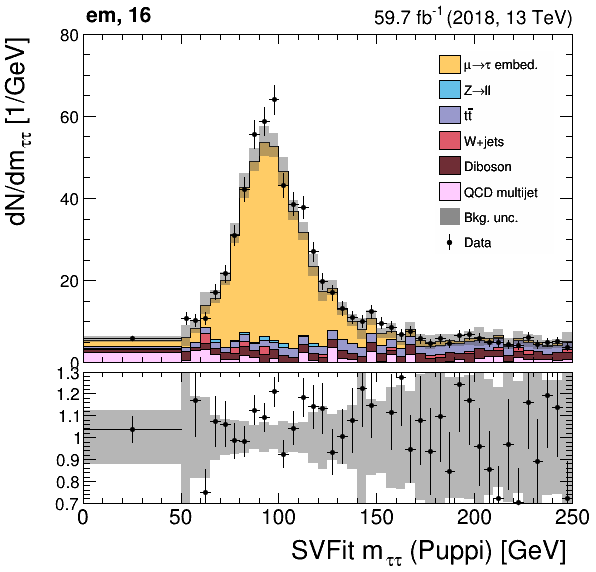 em, 16
59.7 fb⁻¹ (2018, 13 TeV)
dN/dmττ [1/GeV]
80
60
40
20
0
μ→τ embed.
Z→ll
tt̅
W+jets
Diboson
QCD multijet
Bkg. unc.
Data
1.3
1.2
1.1
1
0.9
0.8
0.7
0 50 100 150 200 250
SVFit mττ (Puppi) [GeV]